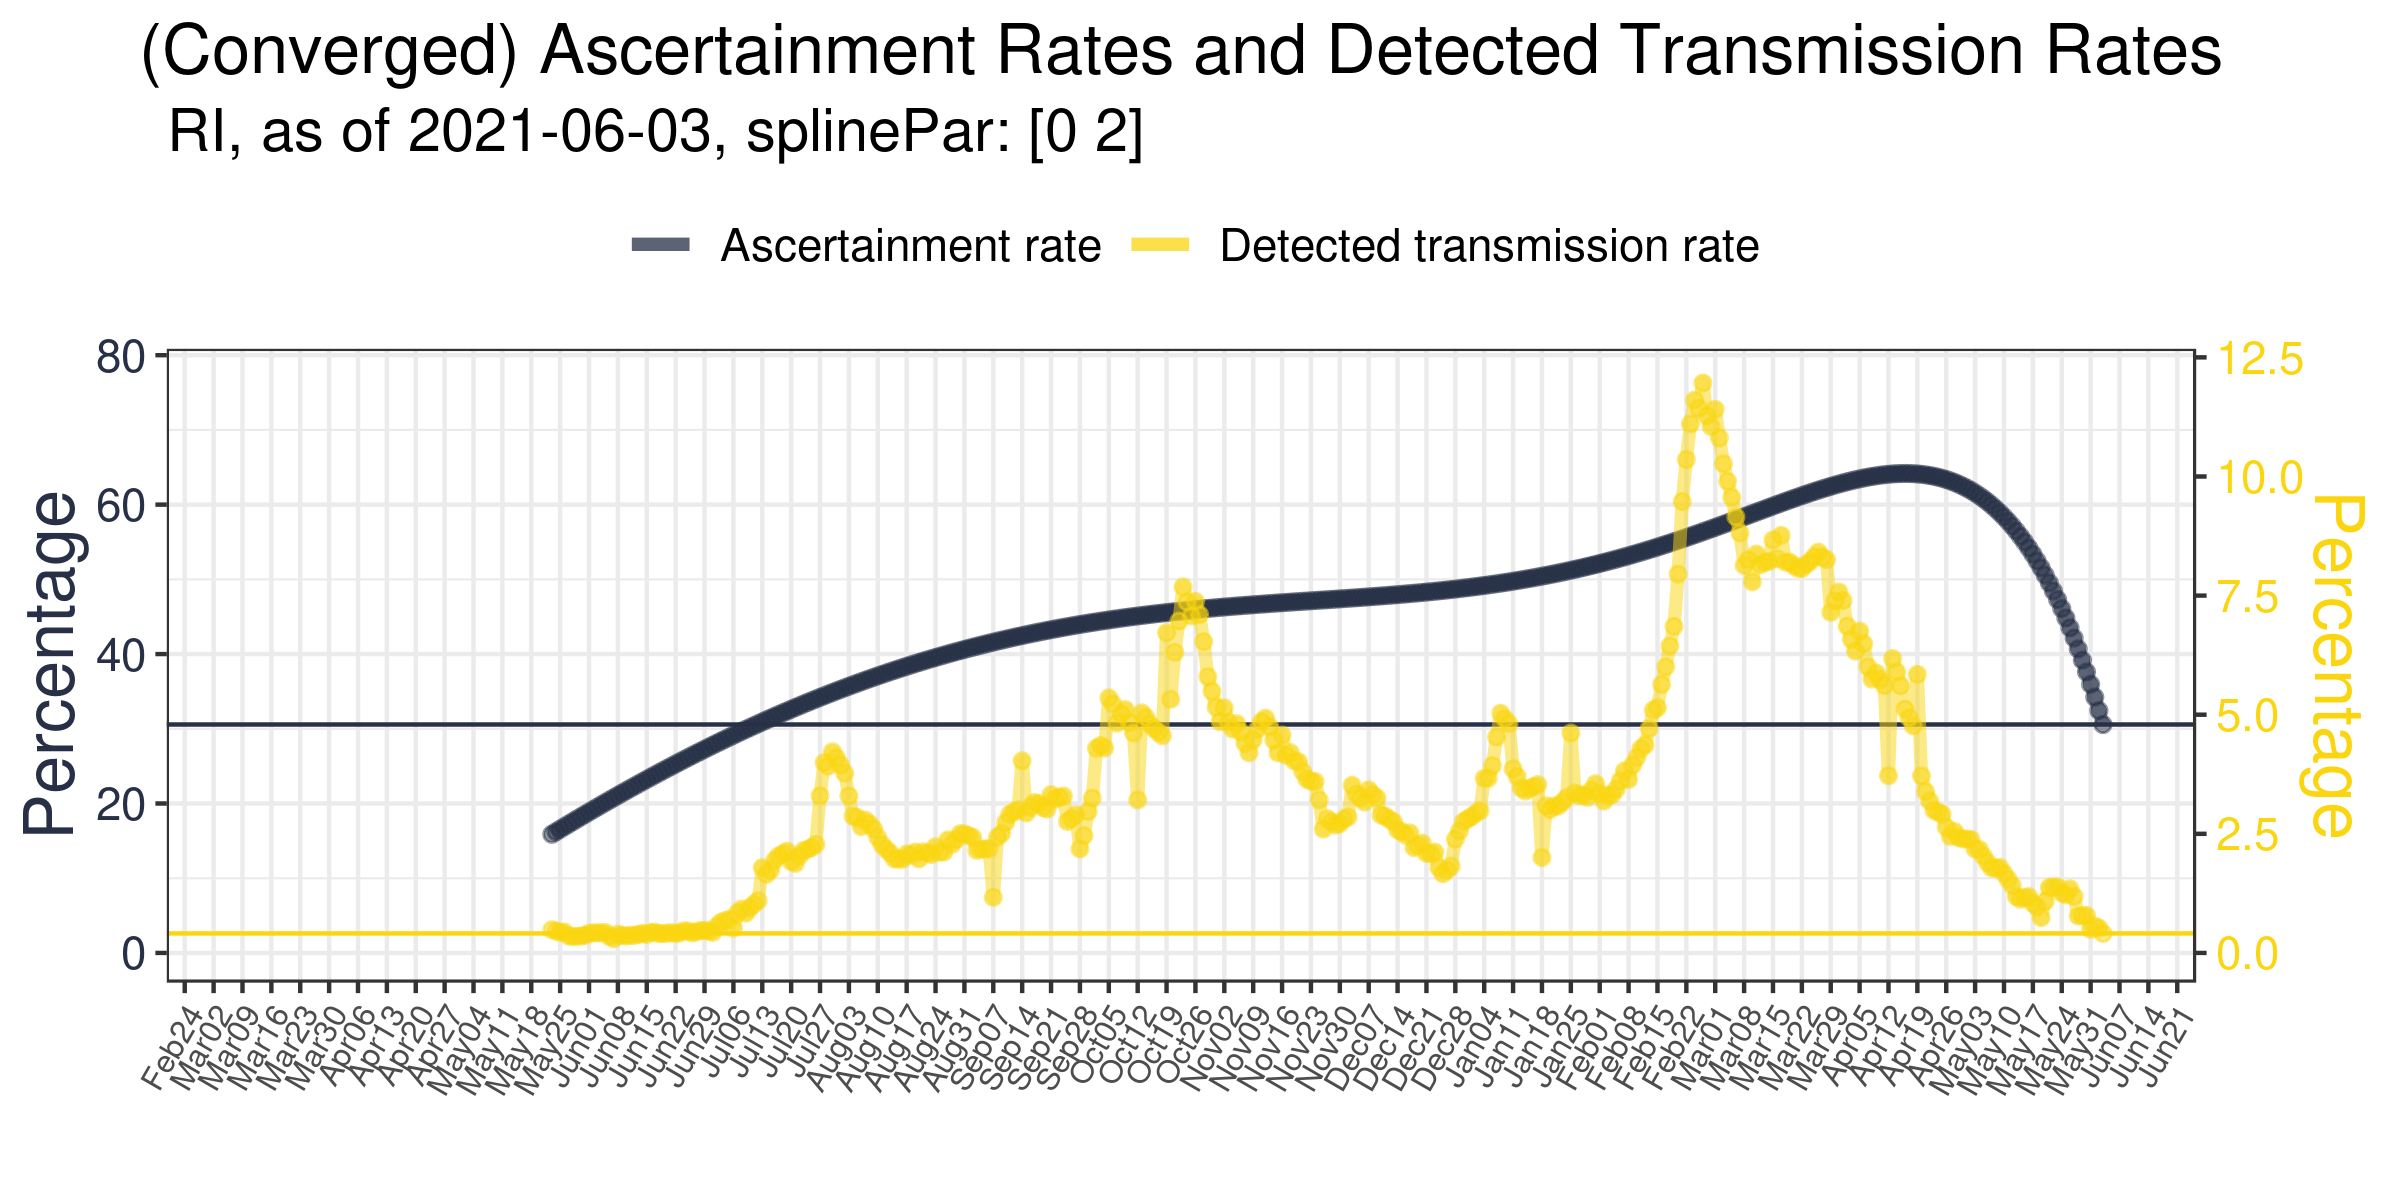 (Converged) Ascertainment Rates and Detected Transmission Rates
RI, as of 2021-06-03, splinePar: [0 2]
Ascertainment rate Detected transmission rate
80
60
40
20
0
Percentage
12.5
10.0
7.5
5.0
2.5
0.0
Percentage
Feb24 Mar02 Mar09 Mar16 Mar23 Mar30 Apr06 Apr13 Apr20 Apr27 May04 May11 May18 May25 Jun01 Jun08 Jun15 Jun22 Jun29 Jul06 Jul13 Jul20 Jul27 Aug03 Aug10 Aug17 Aug24 Aug31 Sep07 Sep14 Sep21 Sep28 Oct05 Oct12 Oct19 Oct26 Nov02 Nov09 Nov16 Nov23 Nov30 Dec07 Dec14 Dec21 Dec28 Jan04 Jan11 Jan18 Jan25 Feb01 Feb08 Feb15 Feb22 Mar01 Mar08 Mar15 Mar22 Mar29 Apr05 Apr12 Apr19 Apr26 May03 May10 May17 May24 May31 Jun07 Jun14 Jun21